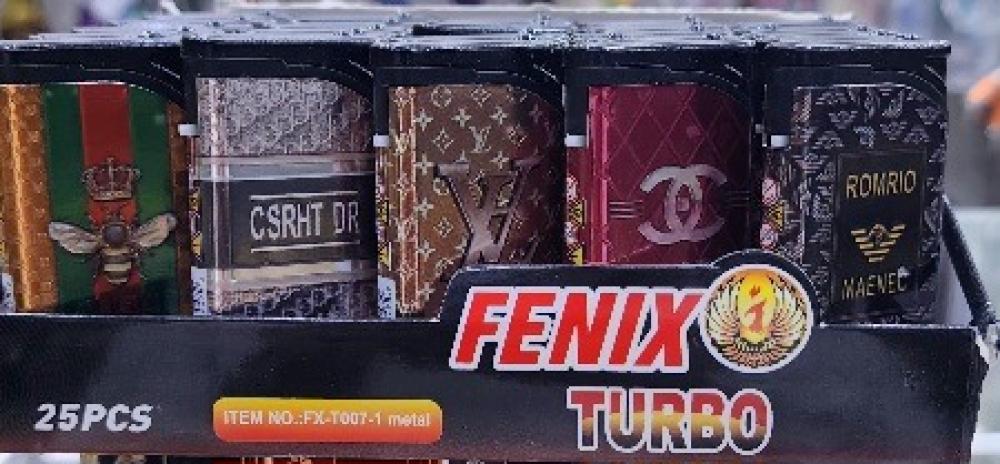 CSRHT DR
ROMRIO
MAENEC
FENIX
TURBO
25PCS
ITEM NO.:FX-T007-1 metal